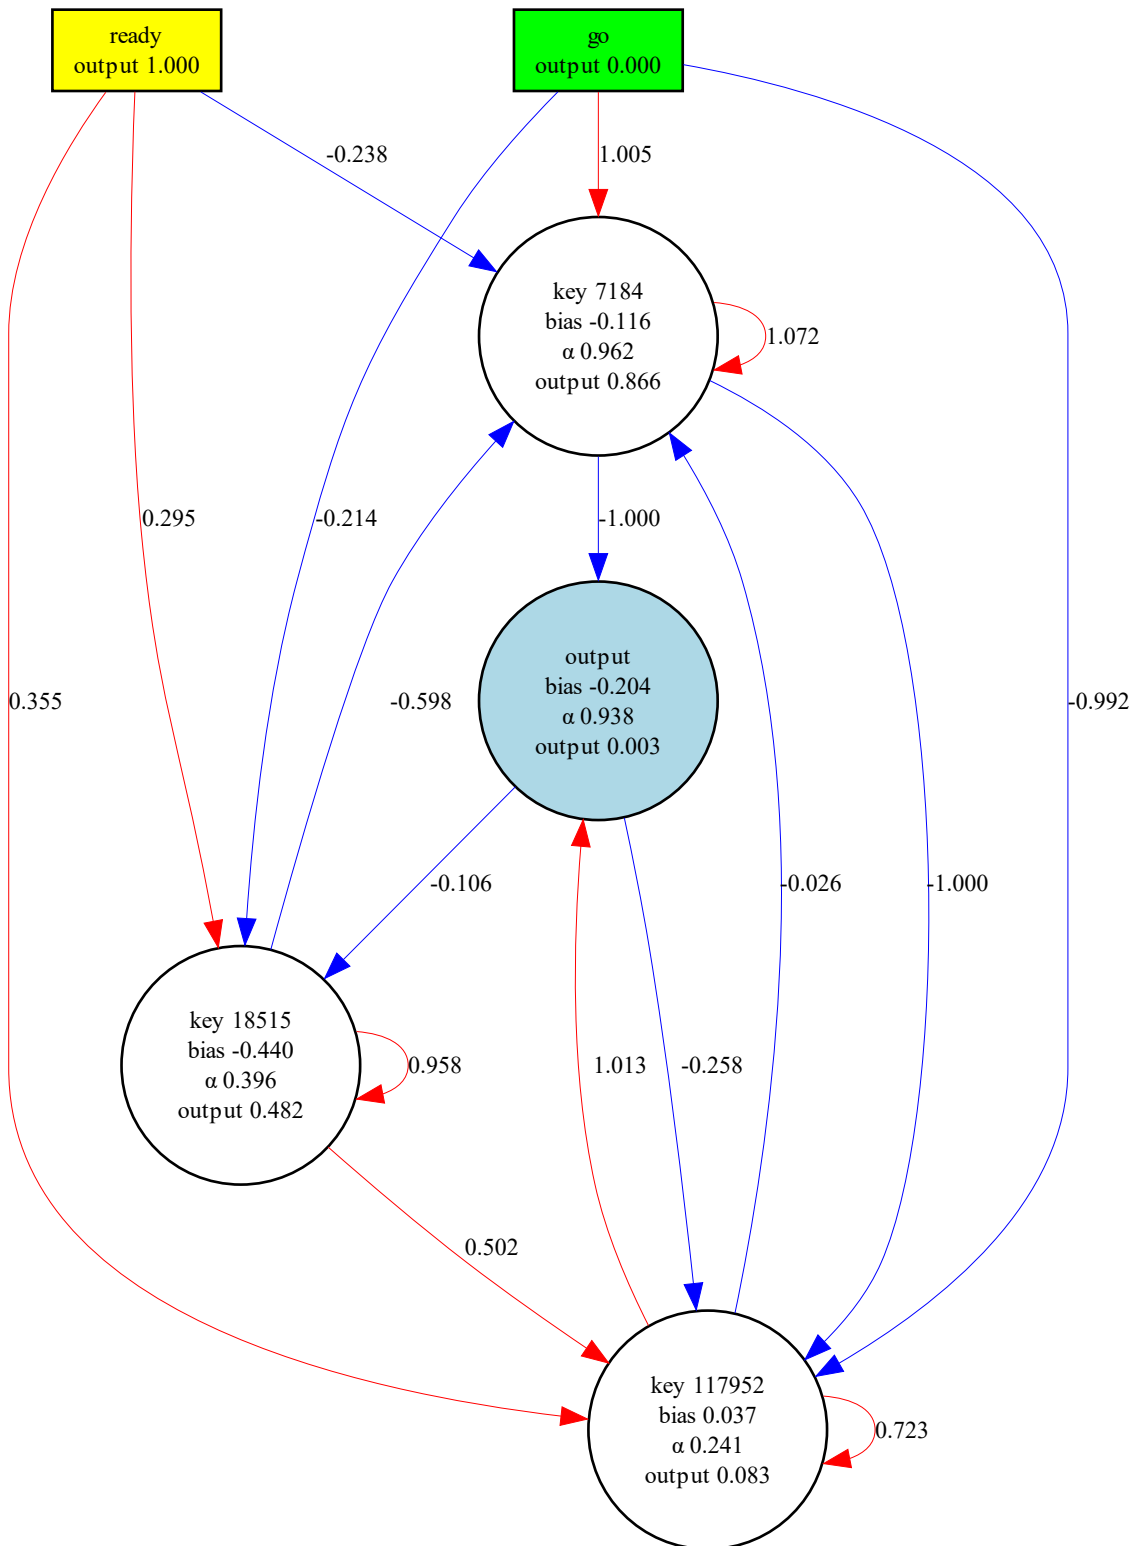 ready
output 1.000
go
output 0.000
-0.238
1.005
key 7184
bias -0.116
α 0.962
output 0.866
1.072
0.295
-0.214
-1.000
output
bias -0.204
α 0.938
output 0.003
0.355
-0.598
-0.992
-0.106
-0.026
-1.000
key 18515
bias -0.440
α 0.396
output 0.482
0.958
1.013
-0.258
0.502
key 117952
bias 0.037
α 0.241
output 0.083
0.723